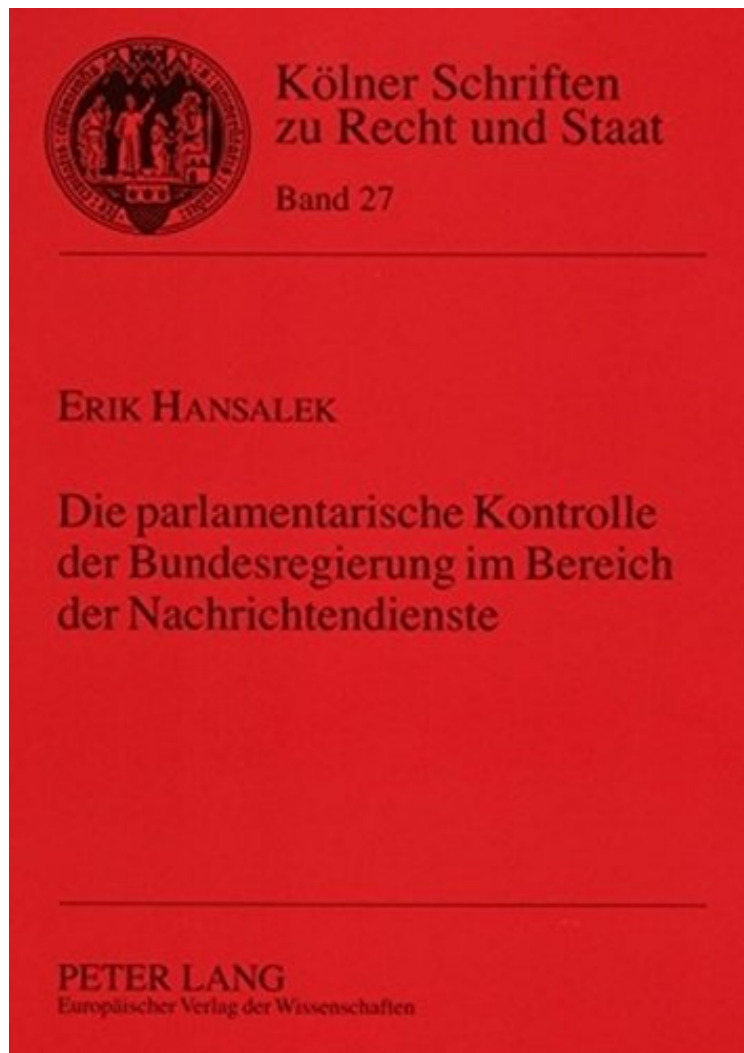 Kölner Schriften
zu Recht und Staat
Band 27
ERIK HANSALEK
Die parlamentarische Kontrolle
der Bundesregierung im Bereich
der Nachrichtendienste
PETER LANG
Europäischer Verlag der Wissenschaften